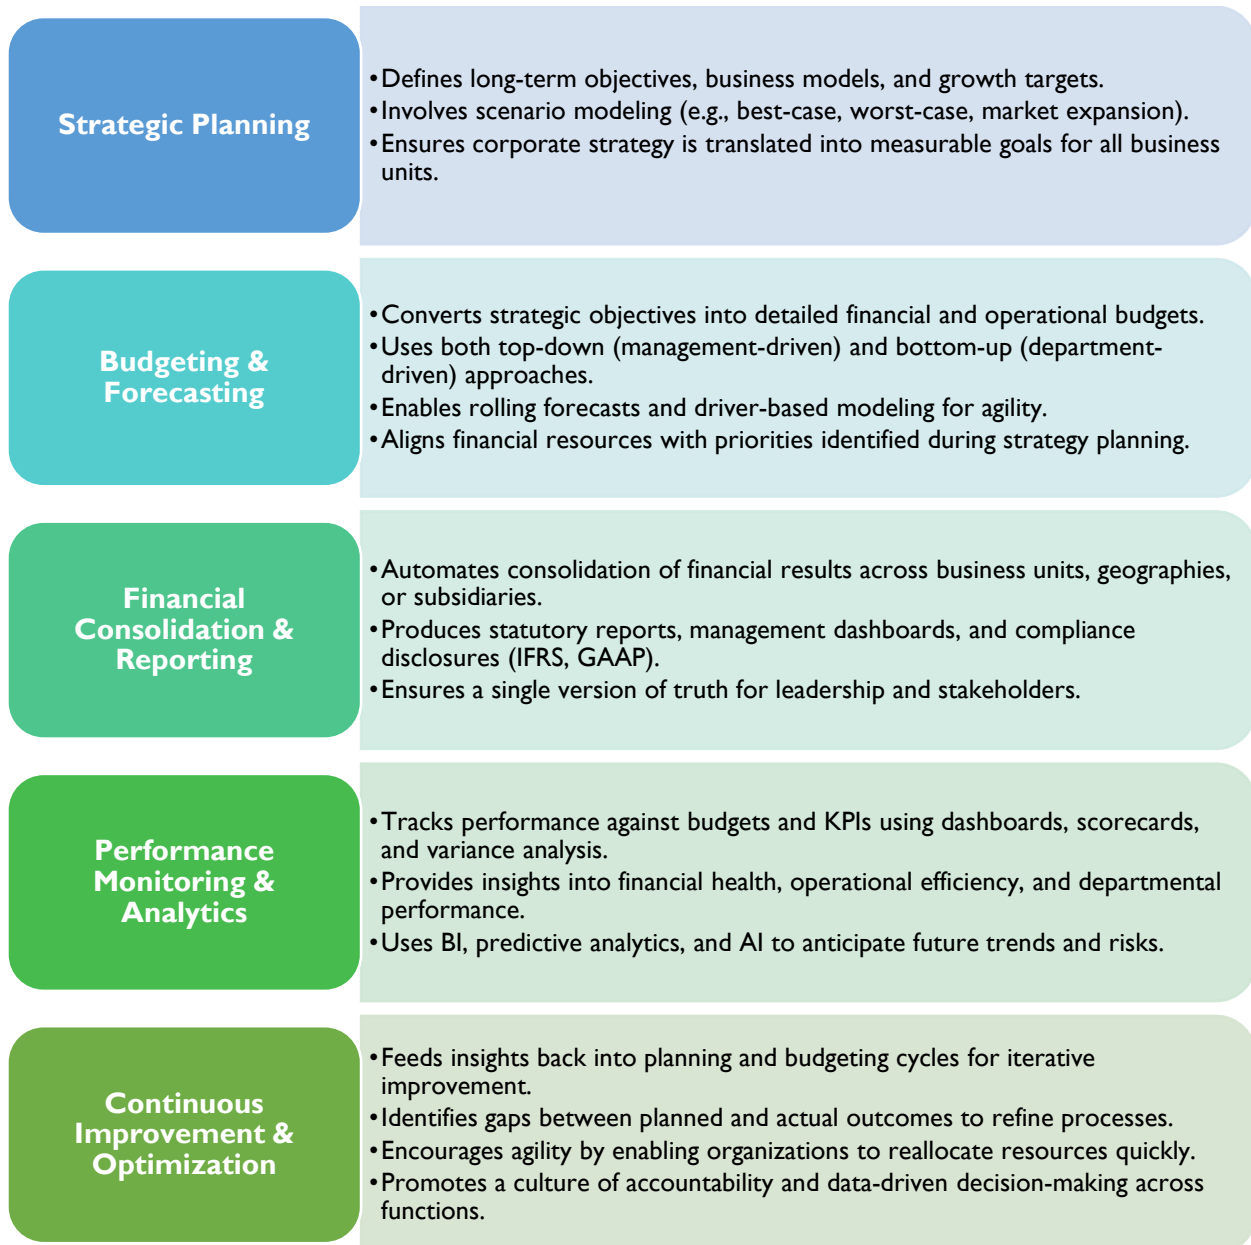 Strategic Planning
•Defines long-term objectives, business models, and growth targets.
•Involves scenario modeling (e.g., best-case, worst-case, market expansion).
•Ensures corporate strategy is translated into measurable goals for all business
units.
Budgeting &
Forecasting
•Converts strategic objectives into detailed financial and operational budgets.
•Uses both top-down (management-driven) and bottom-up (department-
driven) approaches.
•Enables rolling forecasts and driver-based modeling for agility.
•Aligns financial resources with priorities identified during strategy planning.
Financial
Consolidation &
Reporting
•Automates consolidation of financial results across business units, geographies,
or subsidiaries.
•Produces statutory reports, management dashboards, and compliance
disclosures (IFRS, GAAP).
•Ensures a single version of truth for leadership and stakeholders.
Performance
Monitoring &
Analytics
•Tracks performance against budgets and KPIs using dashboards, scorecards,
and variance analysis.
•Provides insights into financial health, operational efficiency, and departmental
performance.
•Uses BI, predictive analytics, and AI to anticipate future trends and risks.
Continuous
Improvement &
Optimization
•Feeds insights back into planning and budgeting cycles for iterative
improvement.
•Identifies gaps between planned and actual outcomes to refine processes.
•Encourages agility by enabling organizations to reallocate resources quickly.
•Promotes a culture of accountability and data-driven decision-making across
functions.